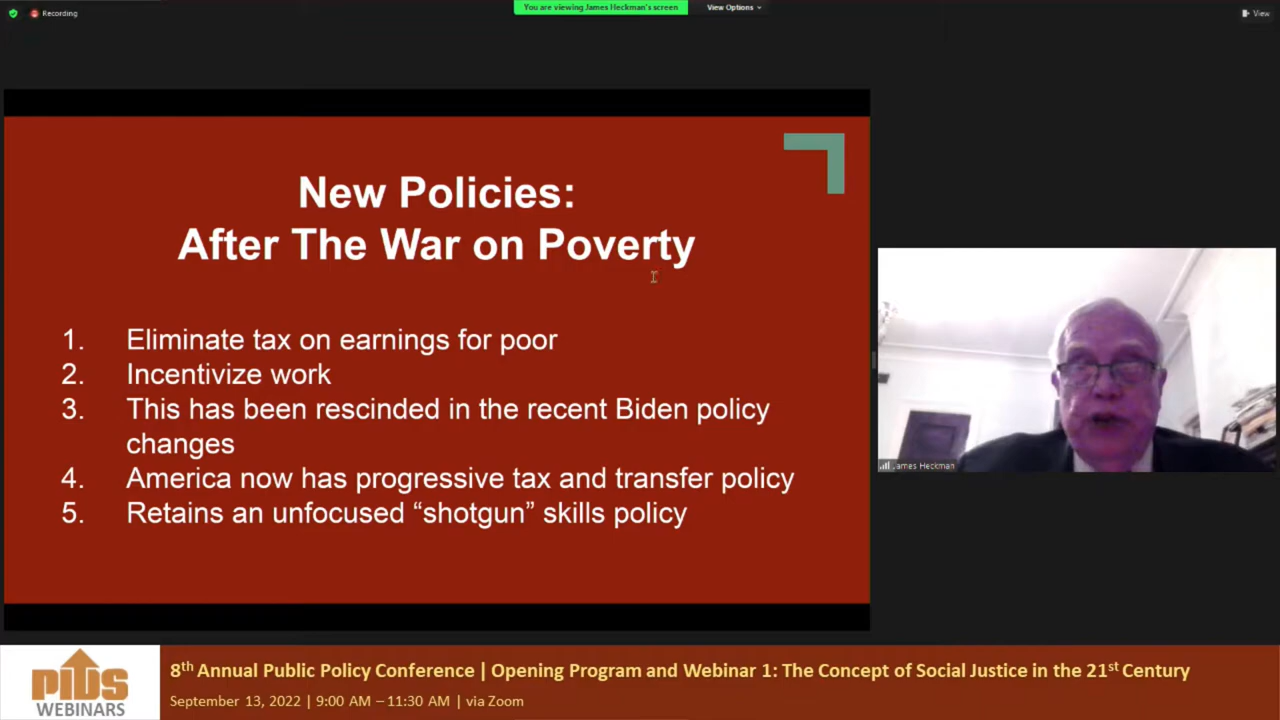 Recording
You are viewing James Heckman's screen
View Options
View
New Policies:
After The War on Poverty
1. Eliminate tax on earnings for poor
2. Incentivize work
3. This has been rescinded in the recent Biden policy
changes
4. America now has progressive tax and transfer policy
5. Retains an unfocused “shotgun” skills policy
James Heckman
PIDS
WEBINARS
8th Annual Public Policy Conference | Opening Program and Webinar 1: The Concept of Social Justice in the 21st Century
September 13, 2022 | 9:00 AM – 11:30 AM | via Zoom